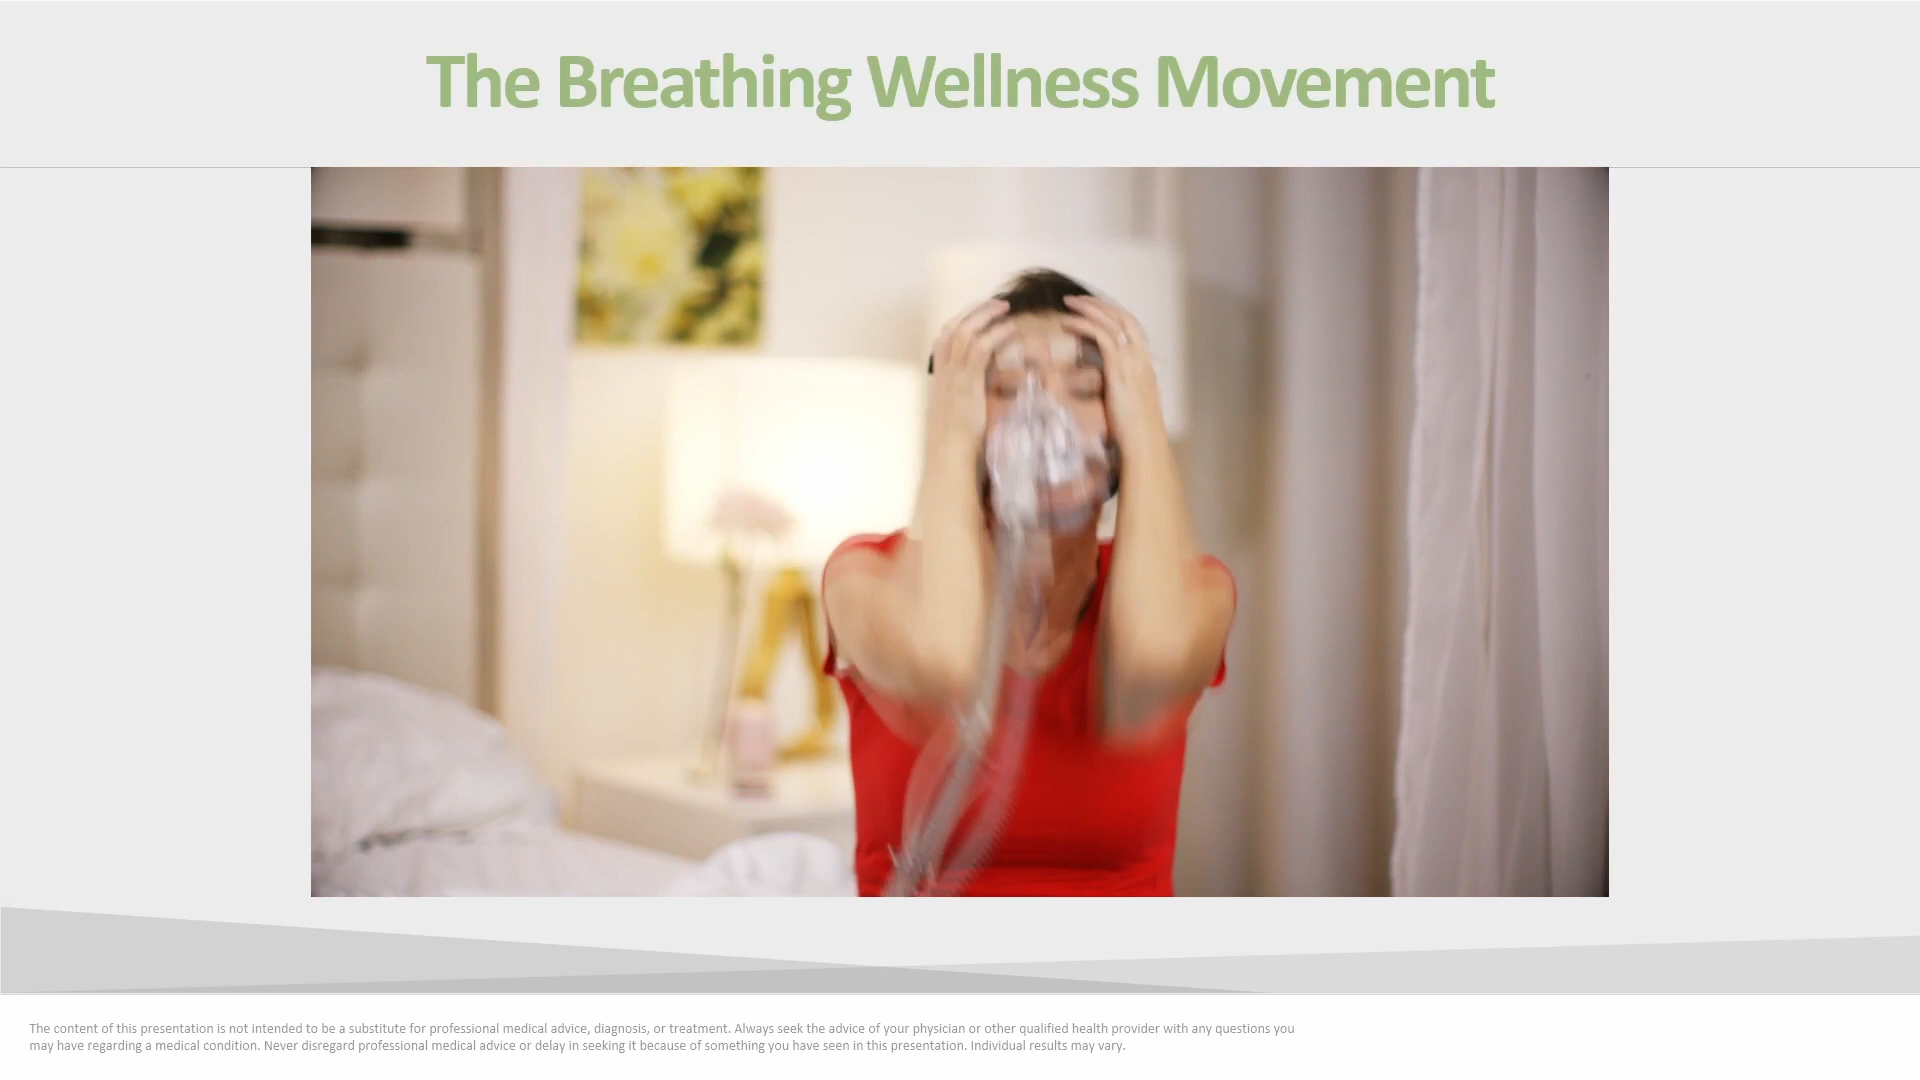 The Breathing Wellness Movement
The content of this presentation is not intended to be a substitute for professional medical advice, diagnosis, or treatment. Always seek the advice of your physician or other qualified health provider with any questions you
may have regarding a medical condition. Never disregard professional medical advice or delay in seeking it because of something you have seen in this presentation. Individual results may vary.